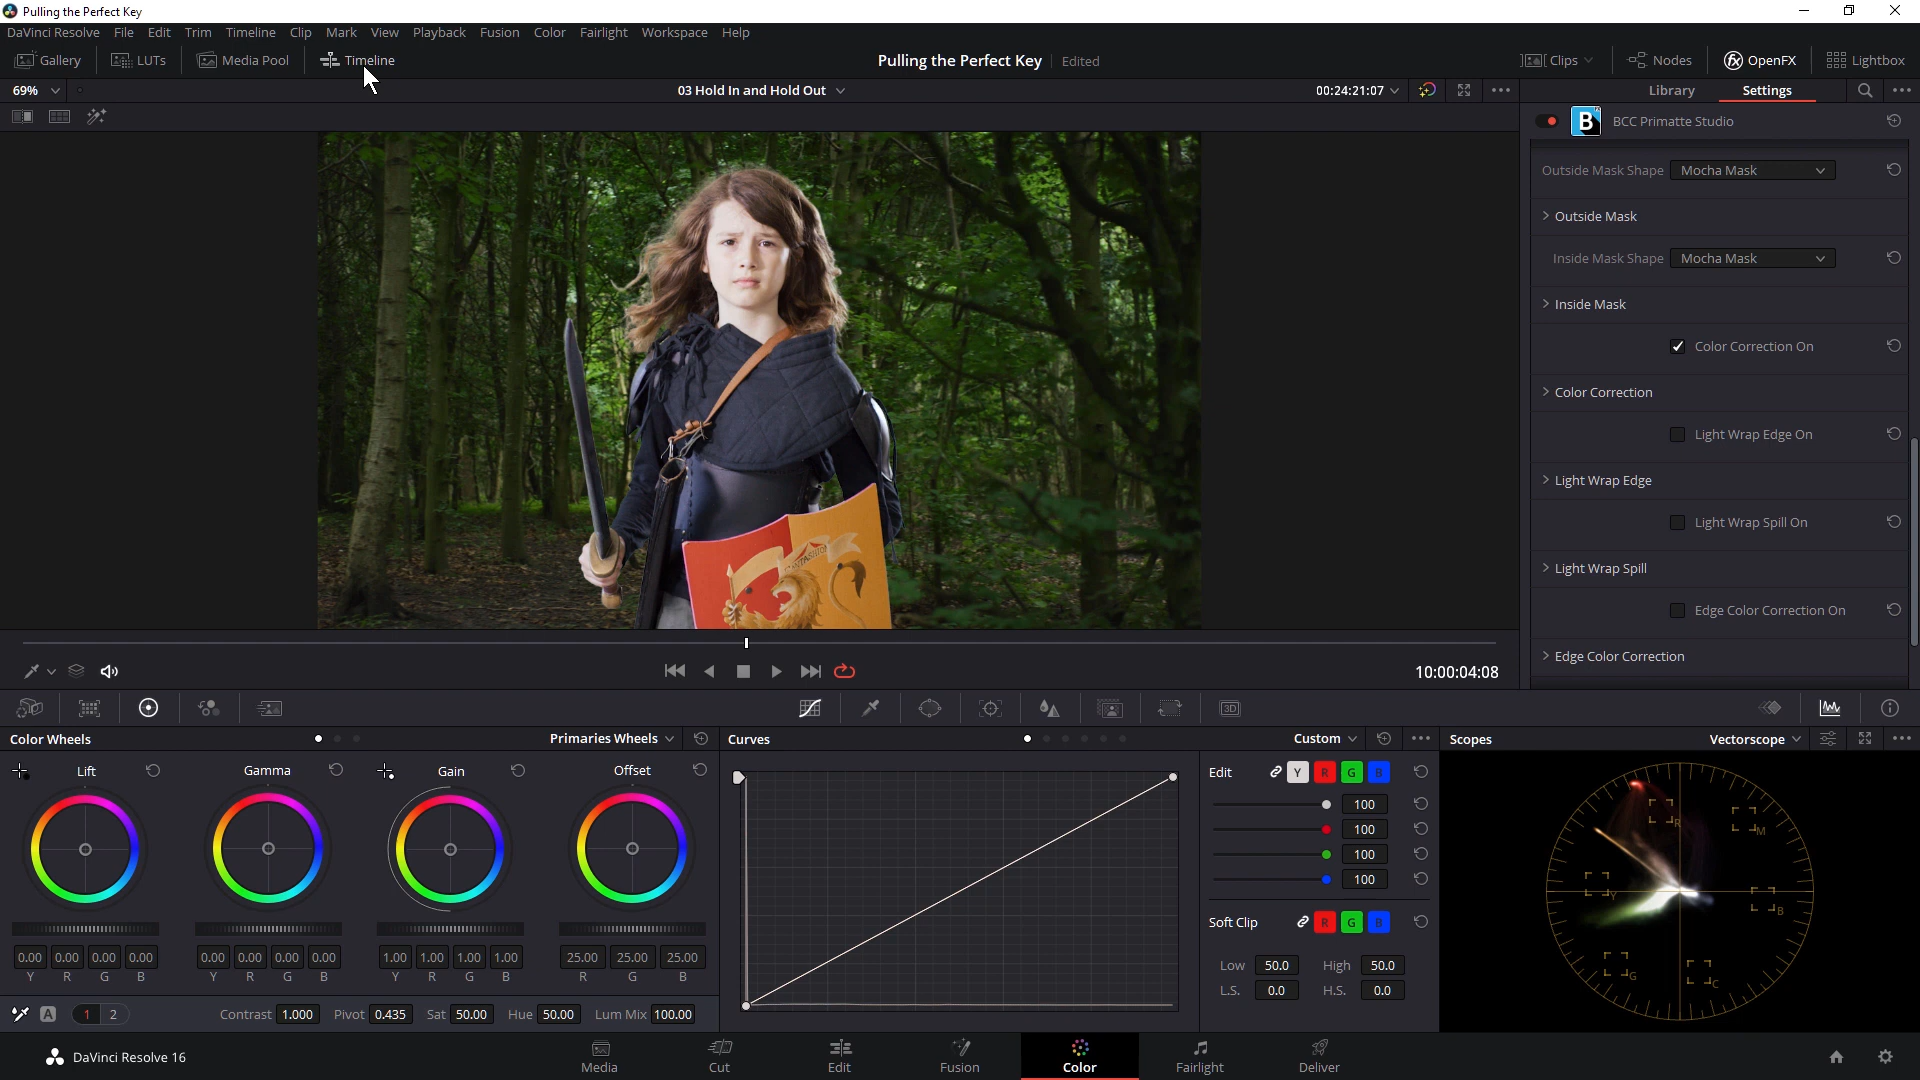 Pulling the Perfect Key
DaVinci Resolve File Edit Trim Timeline Clip Mark View Playback Fusion Color Fairlight Workspace Help
Gallery LUTs Media Pool Timeline Pulling the Perfect Key Edited Clips Nodes OpenFX Lightbox
69% 03 Hold In and Hold Out 00:24:21:07 Library Settings
B BCC Primatte Studio
Outside Mask Shape Mocha Mask
Outside Mask
Inside Mask Shape Mocha Mask
Inside Mask
Color Correction On
Color Correction
Light Wrap Edge On
Light Wrap Edge
Light Wrap Spill On
Light Wrap Spill
Edge Color Correction On
Edge Color Correction
10:00:04:08
3D
Color Wheels Primaries Wheels Curves Custom Scopes Vectorscope
Lift Gamma Gain Offset
Edit Y R G B
100
100
100
100
Soft Clip R G B
Low 50.0 High 50.0
L.S. 0.0 H.S. 0.0
0.00 0.00 0.00 0.00 0.00 0.00 0.00 0.00 1.00 1.00 1.00 1.00 25.00 25.00 25.00
Y R G B Y R G B Y R G B R G B
A 1 2 Contrast 1.000 Pivot 0.435 Sat 50.00 Hue 50.00 Lum Mix 100.00
R M
Y B
G C
DaVinci Resolve 16 Media Cut Edit Fusion Color Fairlight Deliver